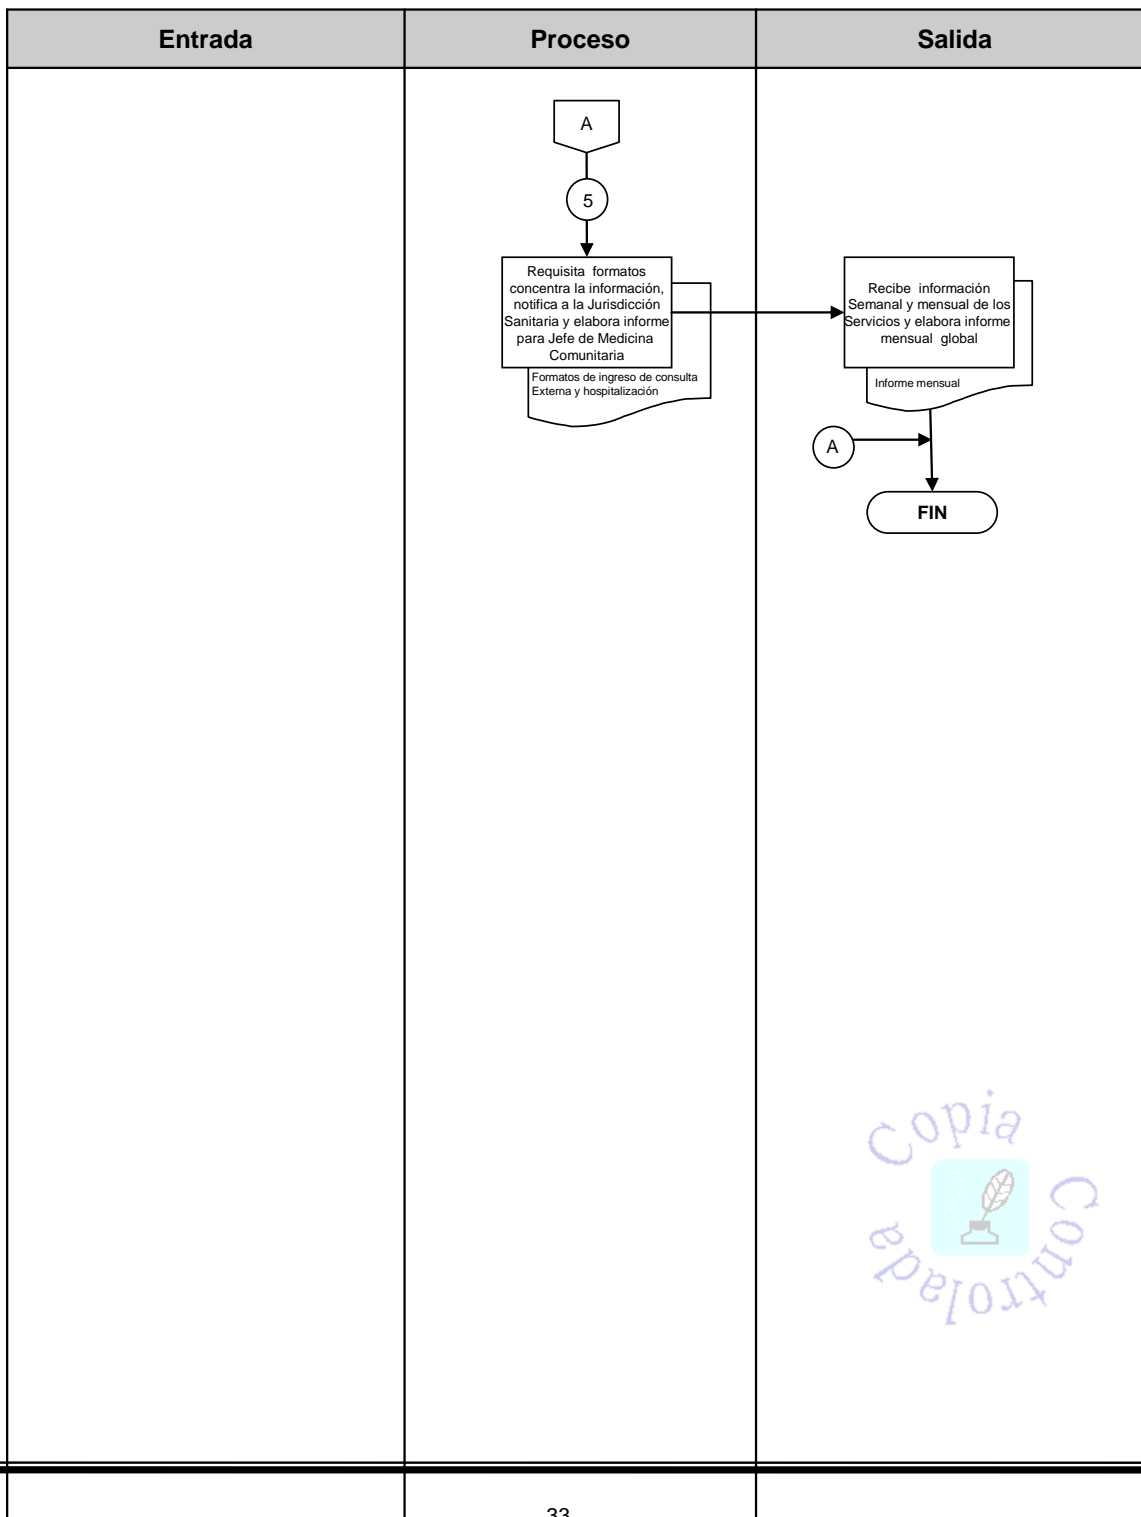 Entrada
Proceso
Salida
A
5
Requisita formatos
concentra la información,
notifica a la Jurisdicción
Sanitaria y elabora informe
para Jefe de Medicina
Comunitaria
Formatos de ingreso de consulta
Externa y hospitalización
Recibe información
Semanal y mensual de los
Servicios y elabora informe
mensual global
Informe mensual
A
FIN
Copia
Controlada
33